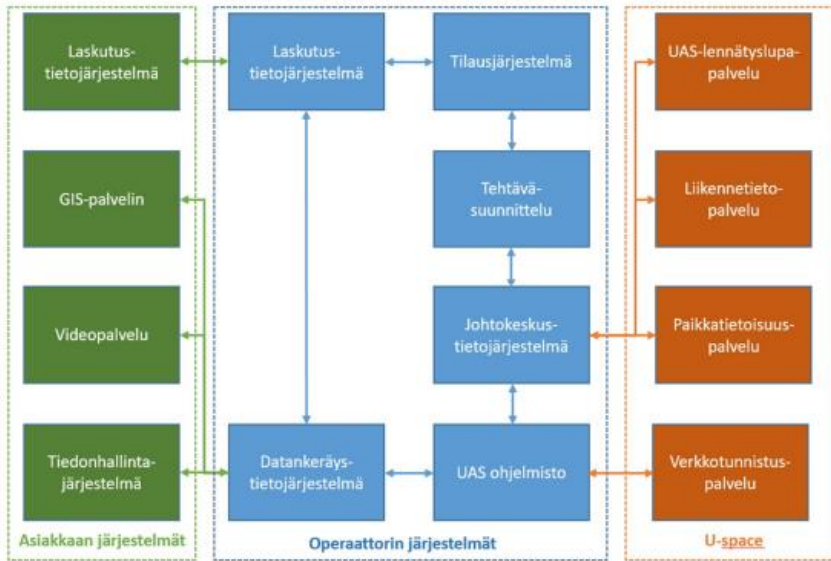 Laskutus-
tietojärjestelmä
Laskutus-
tietojärjestelmä
Tilausjärjestelmä
UAS-lennätyslupa-
palvelu
GIS-palvelin
Tehtävä-
suunnittelu
Liikennetieto-
palvelu
Videopalvelu
Johtokeskus-
tietojärjestelmä
Paikkatietoisuus-
palvelu
Tiedonhallinta-
järjestelmä
Datankeräys-
tietojärjestelmä
UAS ohjelmisto
Verkkotunnistus-
palvelu
Asiakkaan järjestelmät
Operaattorin järjestelmät
U-space